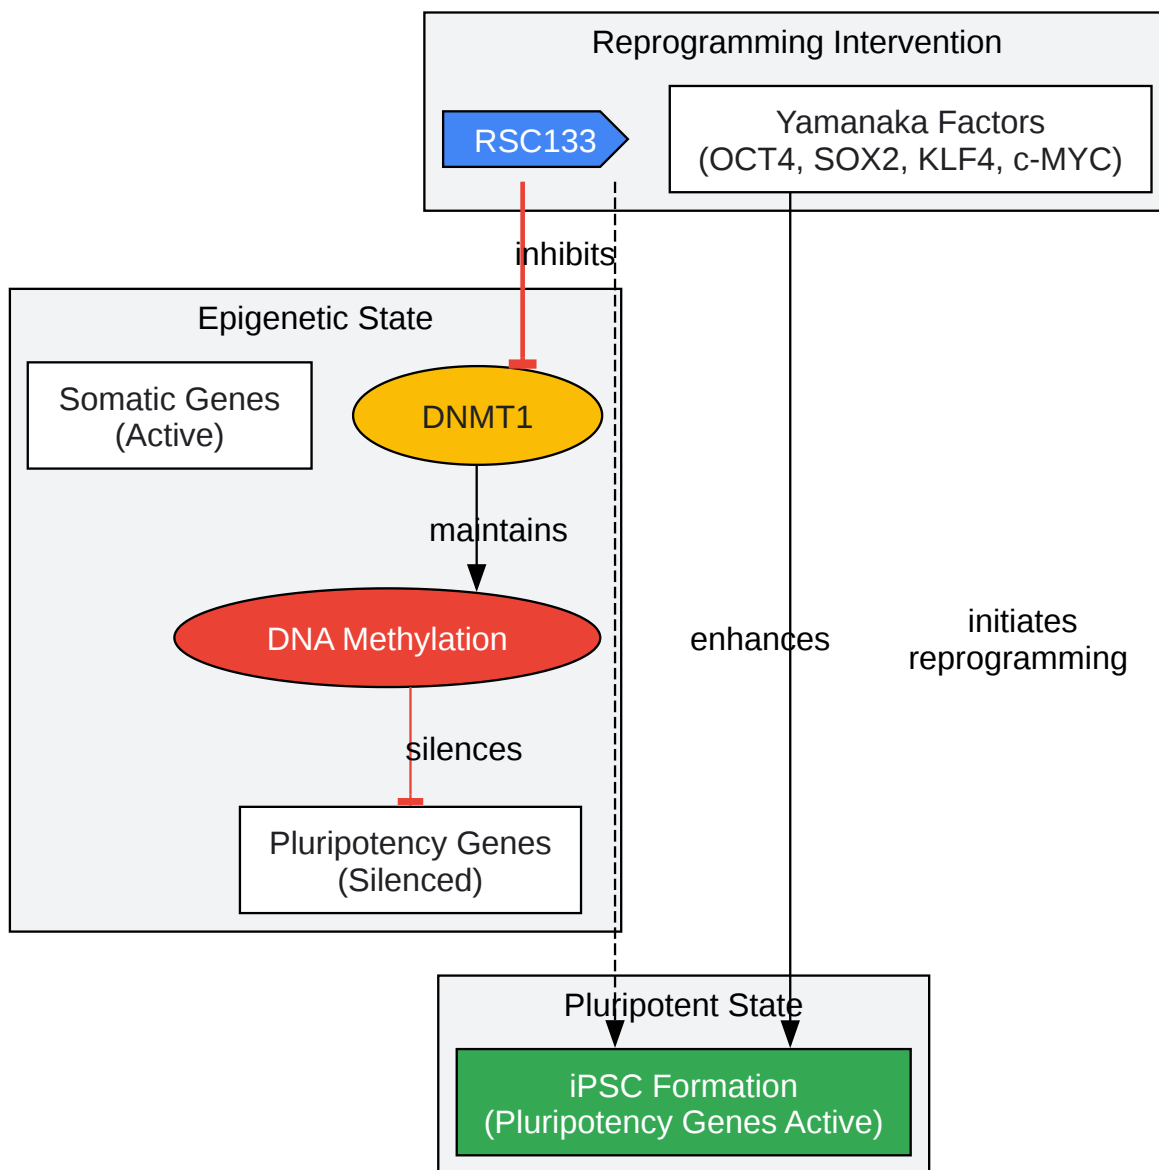 Reprogramming Intervention
RSC133
Yamanaka Factors
(OCT4, SOX2, KLF4, c-MYC)
inhibits
Epigenetic State
Somatic Genes
(Active)
DNMT1
maintains
DNA Methylation
enhances
initiates
reprogramming
silences
Pluripotency Genes
(Silenced)
Pluripotent State
iPSC Formation
(Pluripotency Genes Active)